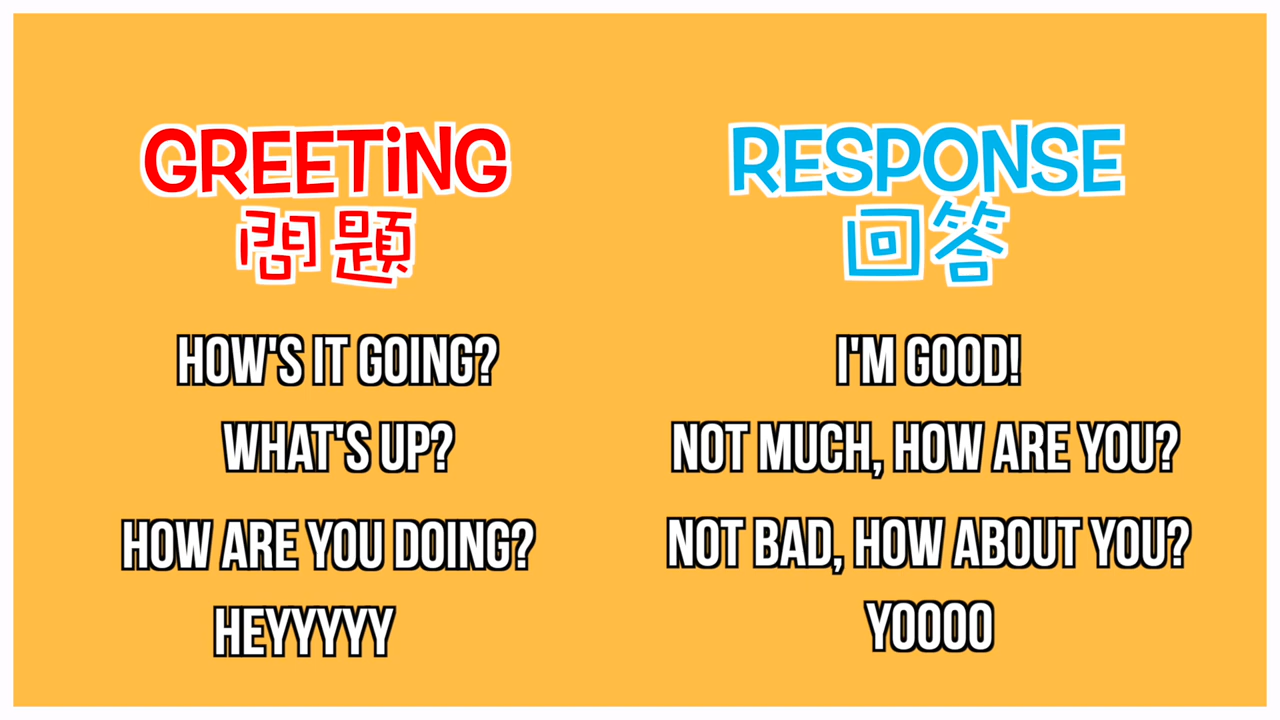 GREETiNG
問題
HOW'S IT GOING?
WHAT'S UP?
HOW ARE YOU DOING?
HEYYYYY
RESPONSE
回答
I'M GOOD!
NOT MUCH, HOW ARE YOU?
NOT BAD, HOW ABOUT YOU?
YOOOO